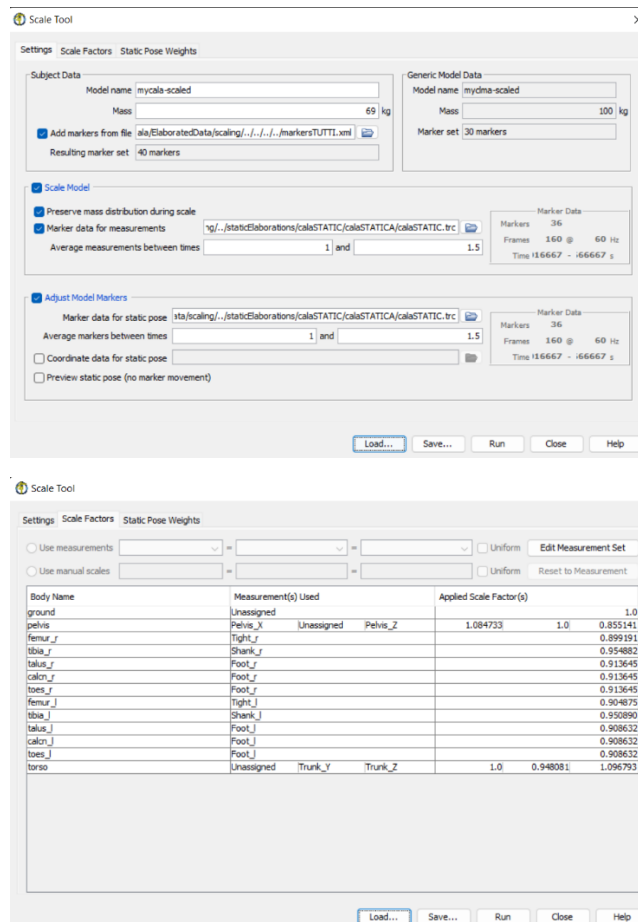 Scale Tool
Settings Scale Factors Static Pose Weights
Subject Data
Model name mycala-scaled
Mass 69 kg
Add markers from file ala/ElaboratedData/scaling/../../../../markersTUTTI.xml
Resulting marker set 40 markers
Generic Model Data
Model name mydma-scaled
Mass 100 kg
Marker set 30 markers
Scale Model
Preserve mass distribution during scale
Marker data for measurements ng/../staticElaborations/calaSTATIC/calaSTATICA/calaSTATIC.trc
Average measurements between times 1 and 1.5
Marker Data
Markers 36
Frames 160 @ 60 Hz
Time 16667 - 66667 s
Adjust Model Markers
Marker data for static pose ata/scaling/../staticElaborations/calaSTATIC/calaSTATICA/calaSTATIC.trc
Average markers between times 1 and 1.5
Coordinate data for static pose
Preview static pose (no marker movement)
Marker Data
Markers 36
Frames 160 @ 60 Hz
Time 16667 - 66667 s
Load... Save... Run Close Help
Scale Tool
Settings Scale Factors Static Pose Weights
Use measurements = = Uniform Edit Measurement Set
Use manual scales = = Uniform Reset to Measurement
Body Name Measurement(s) Used Applied Scale Factor(s)
ground Unassigned 1.0
pelvis Pelvis_X Unassigned Pelvis_Z 1.084733 1.0 0.855141
femur_r Tight_r 0.899191
tibia_r Shank_r 0.954882
talus_r Foot_r 0.913645
calcn_r Foot_r 0.913645
toes_r Foot_r 0.913645
femur_l Tight_l 0.904875
tibia_l Shank_l 0.950890
talus_l Foot_l 0.908632
calcn_l Foot_l 0.908632
toes_l Foot_l 0.908632
torso Unassigned Trunk_Y Trunk_Z 1.0 0.948081 1.096793
Load... Save... Run Close Help